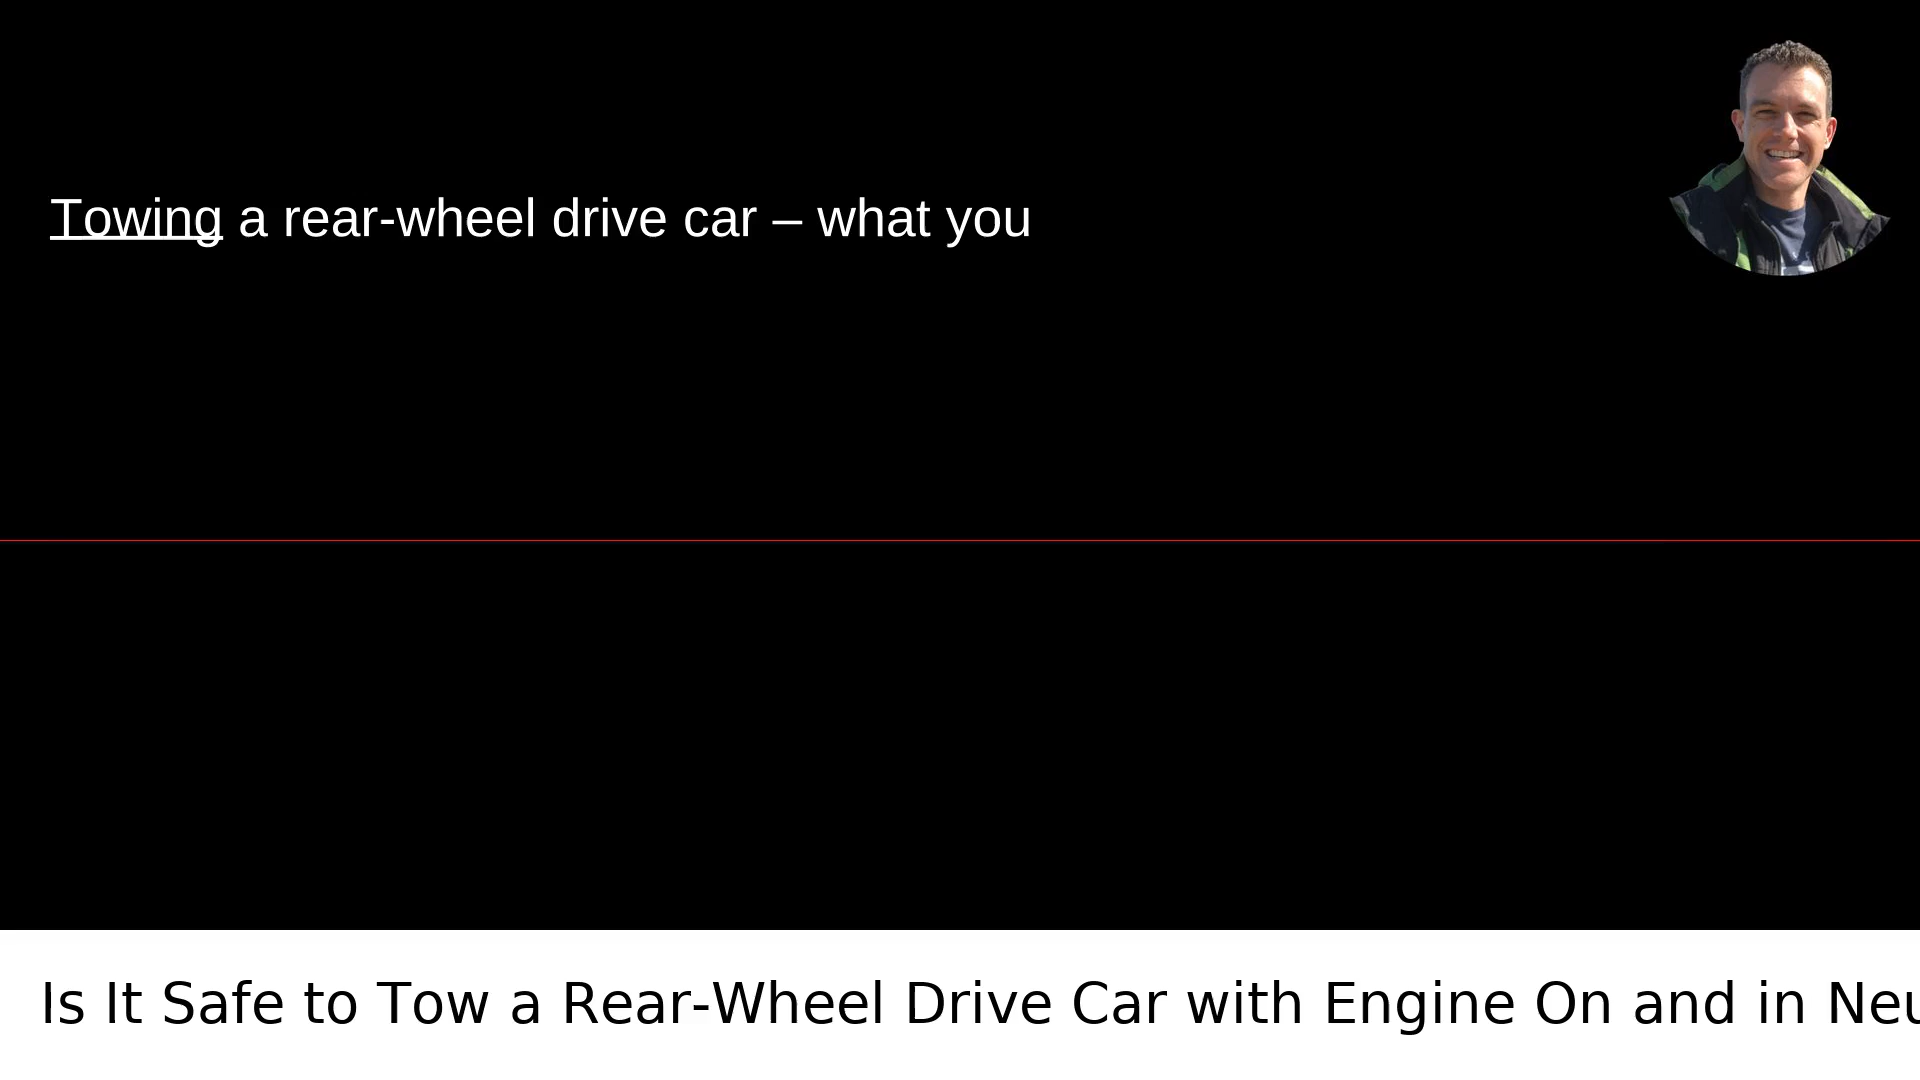 Towing a rear-wheel drive car – what you
Is It Safe to Tow a Rear-Wheel Drive Car with Engine On and in Neu